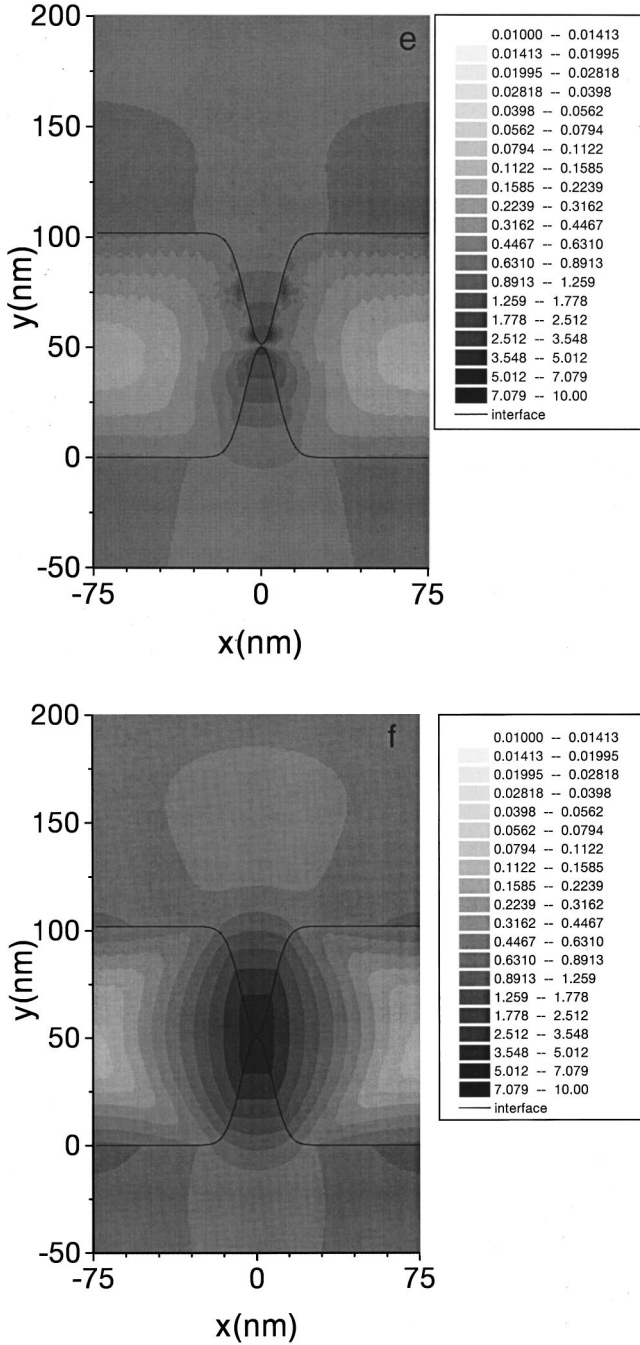 e
200
150
100
50
0
-50
y(nm)
-75
0
75
x(nm)
0.01000 -- 0.01413
0.01413 -- 0.01995
0.01995 -- 0.02818
0.02818 -- 0.0398
0.0398 -- 0.0562
0.0562 -- 0.0794
0.0794 -- 0.1122
0.1122 -- 0.1585
0.1585 -- 0.2239
0.2239 -- 0.3162
0.3162 -- 0.4467
0.4467 -- 0.6310
0.6310 -- 0.8913
0.8913 -- 1.259
1.259 -- 1.778
1.778 -- 2.512
2.512 -- 3.548
3.548 -- 5.012
5.012 -- 7.079
7.079 -- 10.00
interface
f
200
150
100
50
0
-50
y(nm)
-75
0
75
x(nm)
0.01000 -- 0.01413
0.01413 -- 0.01995
0.01995 -- 0.02818
0.02818 -- 0.0398
0.0398 -- 0.0562
0.0562 -- 0.0794
0.0794 -- 0.1122
0.1122 -- 0.1585
0.1585 -- 0.2239
0.2239 -- 0.3162
0.3162 -- 0.4467
0.4467 -- 0.6310
0.6310 -- 0.8913
0.8913 -- 1.259
1.259 -- 1.778
1.778 -- 2.512
2.512 -- 3.548
3.548 -- 5.012
5.012 -- 7.079
7.079 -- 10.00
interface